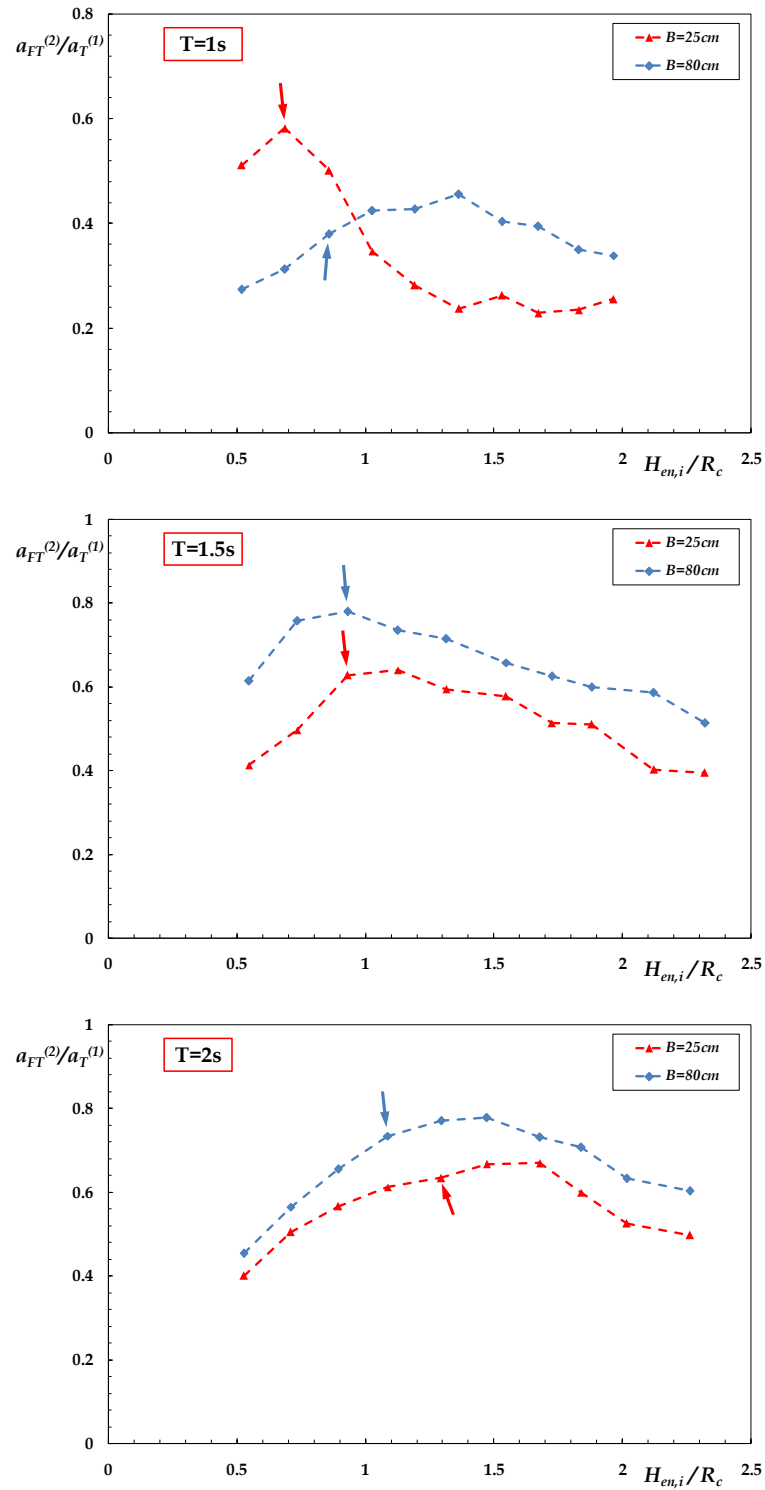 0.8
a_FT^(2)/a_T^(1)
T=1s
B=25cm
B=80cm
0.6
0.4
0.2
0
0 0.5 1 1.5 2 2.5
H_en,i/R_c
1
a_FT^(2)/a_T^(1)
T=1.5s
B=25cm
B=80cm
0.8
0.6
0.4
0.2
0
0 0.5 1 1.5 2 2.5
H_en,i/R_c
1
a_FT^(2)/a_T^(1)
T=2s
B=25cm
B=80cm
0.8
0.6
0.4
0.2
0
0 0.5 1 1.5 2 2.5
H_en,i/R_c